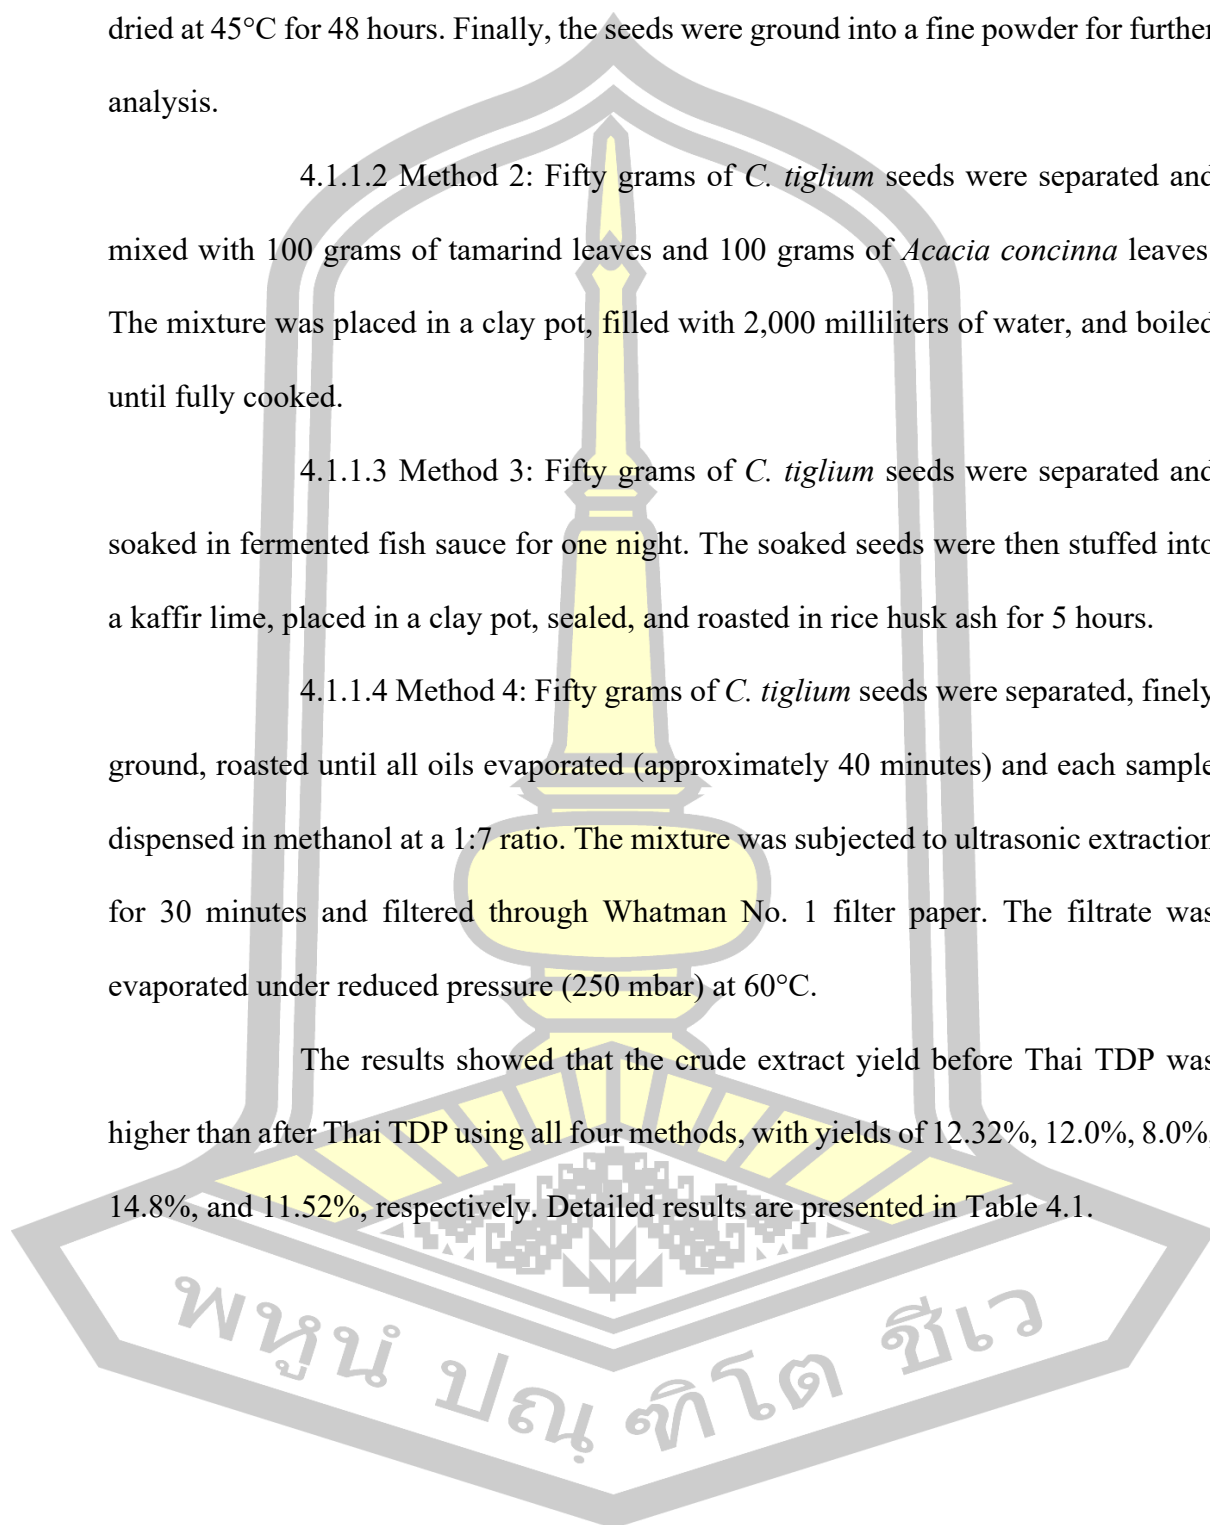 dried at 45°C for 48 hours. Finally, the seeds were ground into a fine powder for further
analysis.
4.1.1.2 Method 2: Fifty grams of C. tiglium seeds were separated and
mixed with 100 grams of tamarind leaves and 100 grams of Acacia concinna leaves.
The mixture was placed in a clay pot, filled with 2,000 milliliters of water, and boiled
until fully cooked.
4.1.1.3 Method 3: Fifty grams of C. tiglium seeds were separated and
soaked in fermented fish sauce for one night. The soaked seeds were then stuffed into
a kaffir lime, placed in a clay pot, sealed, and roasted in rice husk ash for 5 hours.
4.1.1.4 Method 4: Fifty grams of C. tiglium seeds were separated, finely
ground, roasted until all oils evaporated (approximately 40 minutes) and each sample
dispensed in methanol at a 1:7 ratio. The mixture was subjected to ultrasonic extraction
for 30 minutes and filtered through Whatman No. 1 filter paper. The filtrate was
evaporated under reduced pressure (250 mbar) at 60°C.
The results showed that the crude extract yield before Thai TDP was
higher than after Thai TDP using all four methods, with yields of 12.32%, 12.0%, 8.0%,
14.8%, and 11.52%, respectively. Detailed results are presented in Table 4.1.
พหูนํ ปณฺ ฑิโต ชีเว